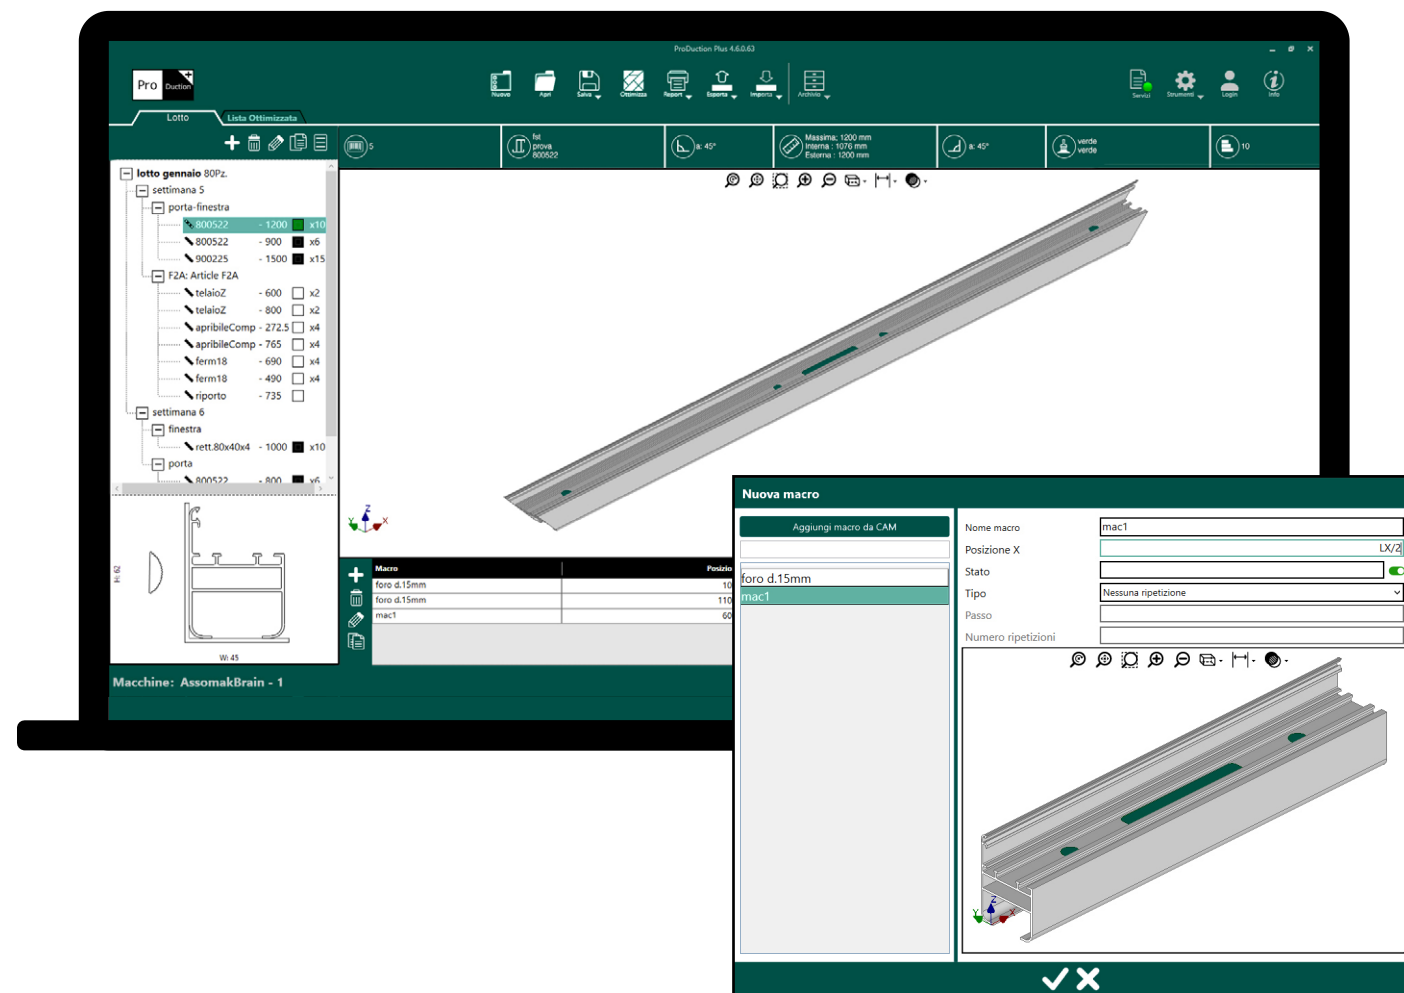 ProDuction Plus 4.6.0.63
Pro Duction
Nuovo Apri Salva Ottimizza Report Esporta Importa Archivio Servizi Strumenti Login Info
Lotto Lista Ottimizzata
5
fst
prova
800522
a: 45°
Massima: 1200 mm
Interna : 1076 mm
Esterna : 1200 mm
a: 45°
verde
verde
10
lotto gennaio 80Pz.
settimana 5
porta-finestra
800522 - 1200 x10
800522 - 900 x6
900225 - 1500 x15
F2A: Article F2A
telaioZ - 600 x2
telaioZ - 800 x2
apribileComp - 272.5 x4
apribileComp - 765 x4
ferm18 - 690 x4
ferm18 - 490 x4
riporto - 735
settimana 6
finestra
rett.80x40x4 - 1000 x10
porta
800522 - 800 x6
H: 62
W: 45
Z
Y X
Macro Posizio
foro d.15mm 10
foro d.15mm 110
mac1 60
Macchine: AssomakBrain - 1
Nuova macro
Aggiungi macro da CAM
foro d.15mm
mac1
Nome macro mac1
Posizione X LX/2
Stato
Tipo Nessuna ripetizione
Passo
Numero ripetizioni
Z
Y X